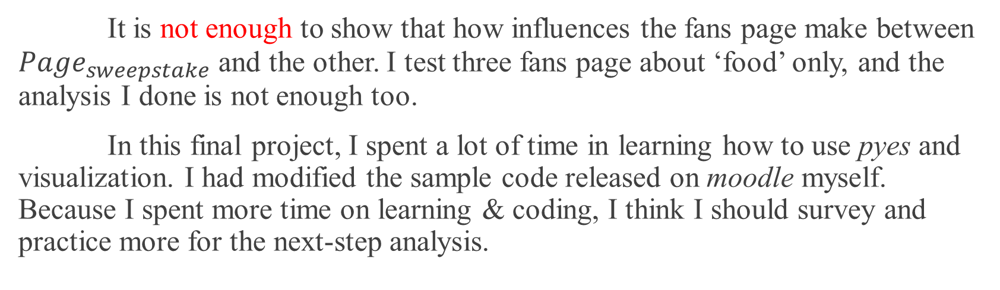 It is not enough to show that how influences the fans page make between
Page_sweepstake and the other. I test three fans page about ‘food’ only, and the
analysis I done is not enough too.
In this final project, I spent a lot of time in learning how to use pyes and
visualization. I had modified the sample code released on moodle myself.
Because I spent more time on learning & coding, I think I should survey and
practice more for the next-step analysis.